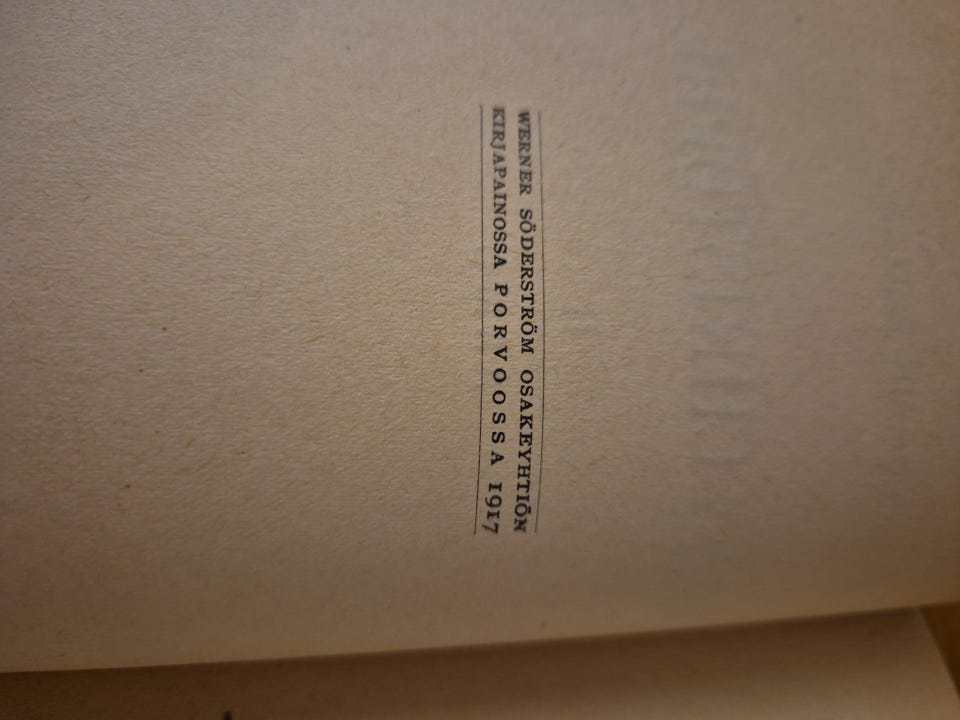 WERNER SÖDERSTRÖM OSAKEYHTIÖN
KIRJAPAINOSSA PORVOOSSA 1917